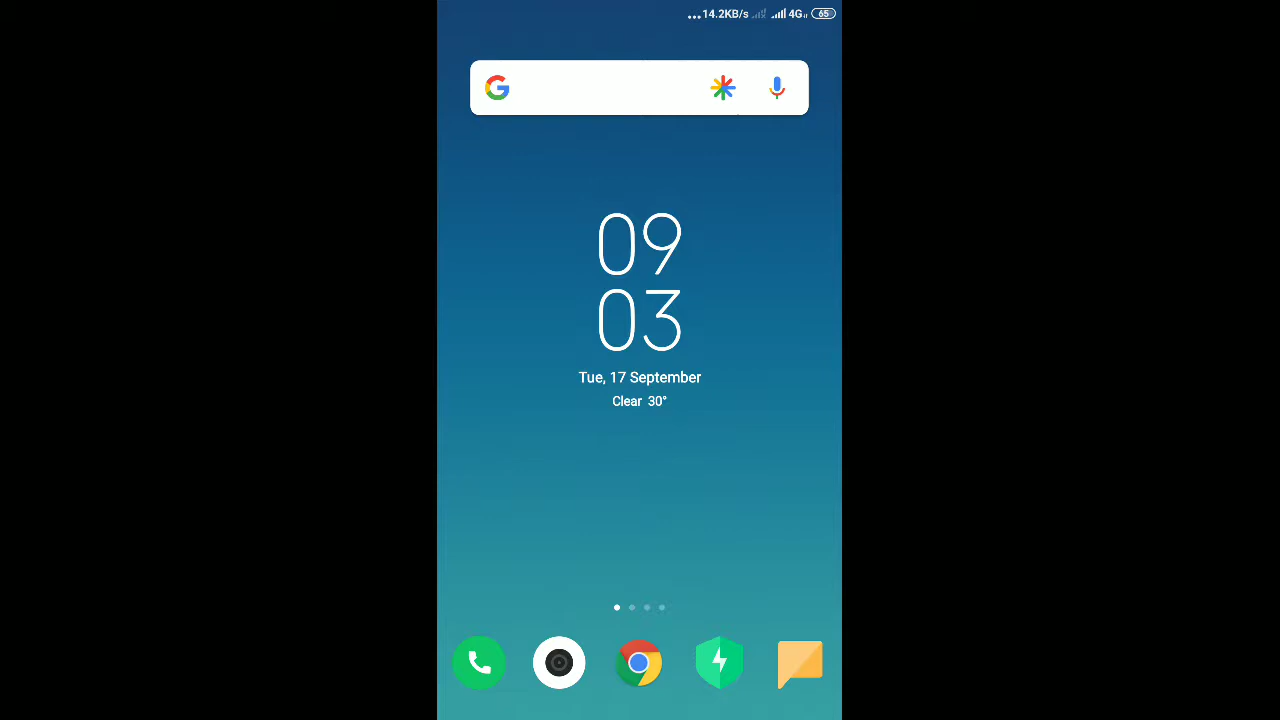 ...14.2KB/s 4G 65
09
03
Tue, 17 September
Clear 30°